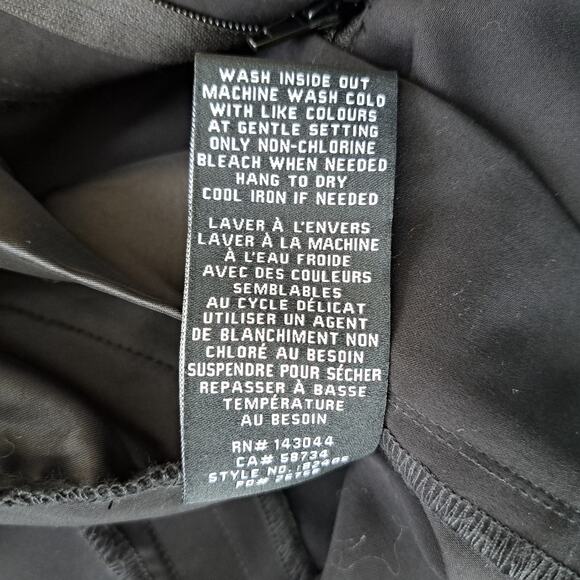 WASH INSIDE OUT
MACHINE WASH COLD
WITH LIKE COLOURS
AT GENTLE SETTING
ONLY NON-CHLORINE
BLEACH WHEN NEEDED
HANG TO DRY
COOL IRON IF NEEDED
LAVER À L'ENVERS
LAVER À LA MACHINE
À L'EAU FROIDE
AVEC DES COULEURS
SEMBLABLES
AU CYCLE DÉLICAT
UTILISER UN AGENT
DE BLANCHIMENT NON
CHLORÉ AU BESOIN
SUSPENDRE POUR SÉCHER
REPASSER À BASSE
TEMPÉRATURE
AU BESOIN
RN# 143044
CA# 58734
STYLE NO.
PO#